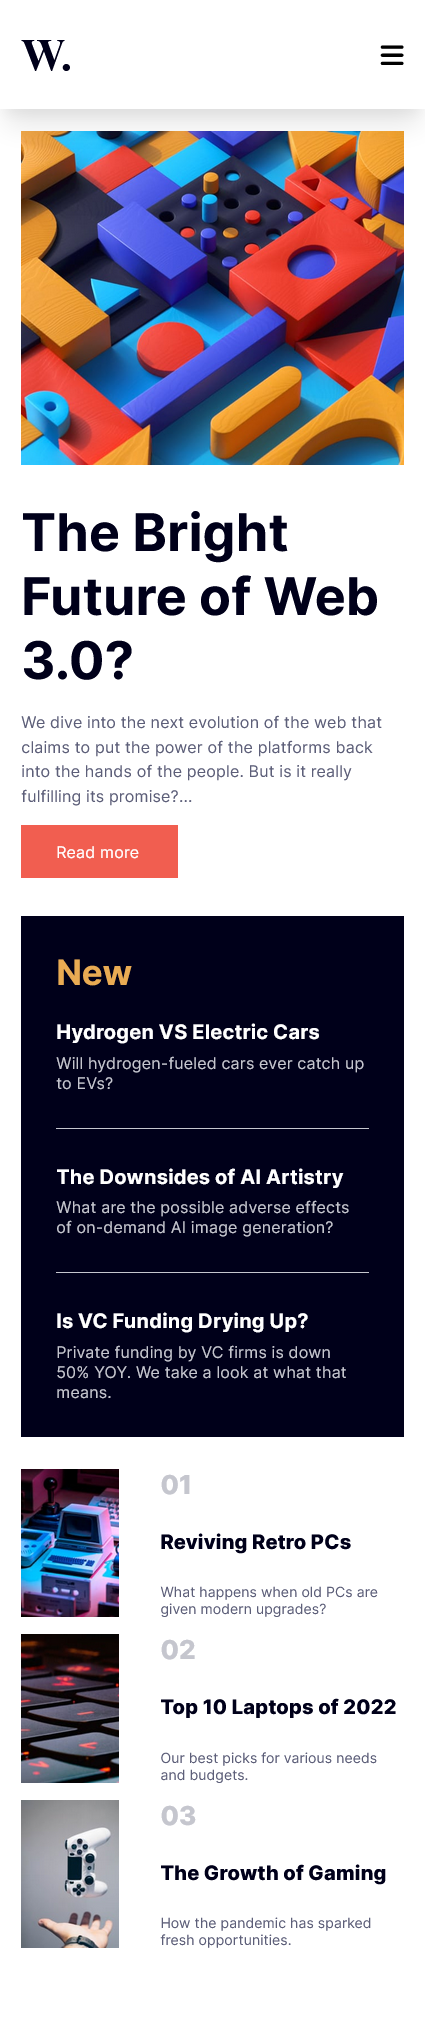 W.
The Bright
Future of Web
3.0?
We dive into the next evolution of the web that
claims to put the power of the platforms back
into the hands of the people. But is it really
fulfilling its promise?...
Read more
New
Hydrogen VS Electric Cars
Will hydrogen-fueled cars ever catch up
to EVs?
The Downsides of AI Artistry
What are the possible adverse effects
of on-demand AI image generation?
Is VC Funding Drying Up?
Private funding by VC firms is down
50% YOY. We take a look at what that
means.
01
Reviving Retro PCs
What happens when old PCs are
given modern upgrades?
02
Top 10 Laptops of 2022
Our best picks for various needs
and budgets.
03
The Growth of Gaming
How the pandemic has sparked
fresh opportunities.